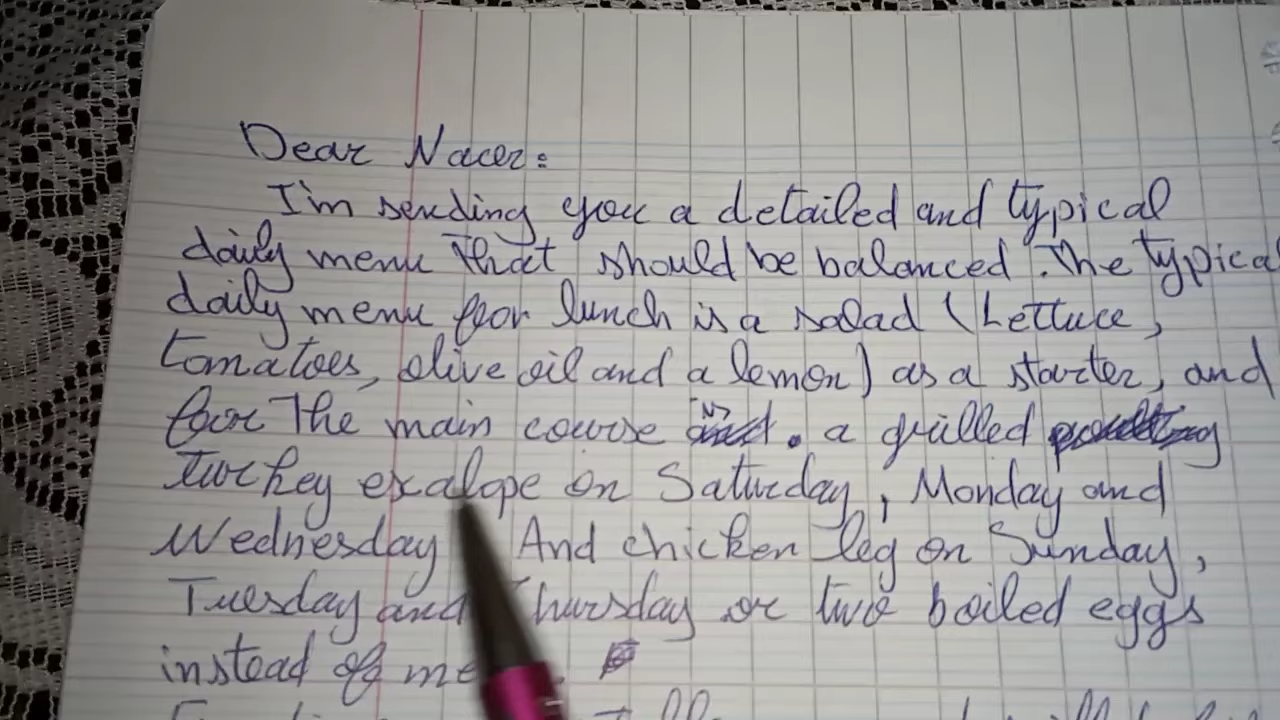 Dear Nacer:
I'm sending you a detailed and typical
daily menu that should be balanced. The typical
daily menu for lunch is a salad (Lettuce,
tomatoes, olive oil and a lemon) as a starter, and
for the main course is a grilled
turkey exalope on Saturday, Monday and
Wednesday And chicken leg on Sunday,
Tuesday and Thursday or two boiled eggs
instead of